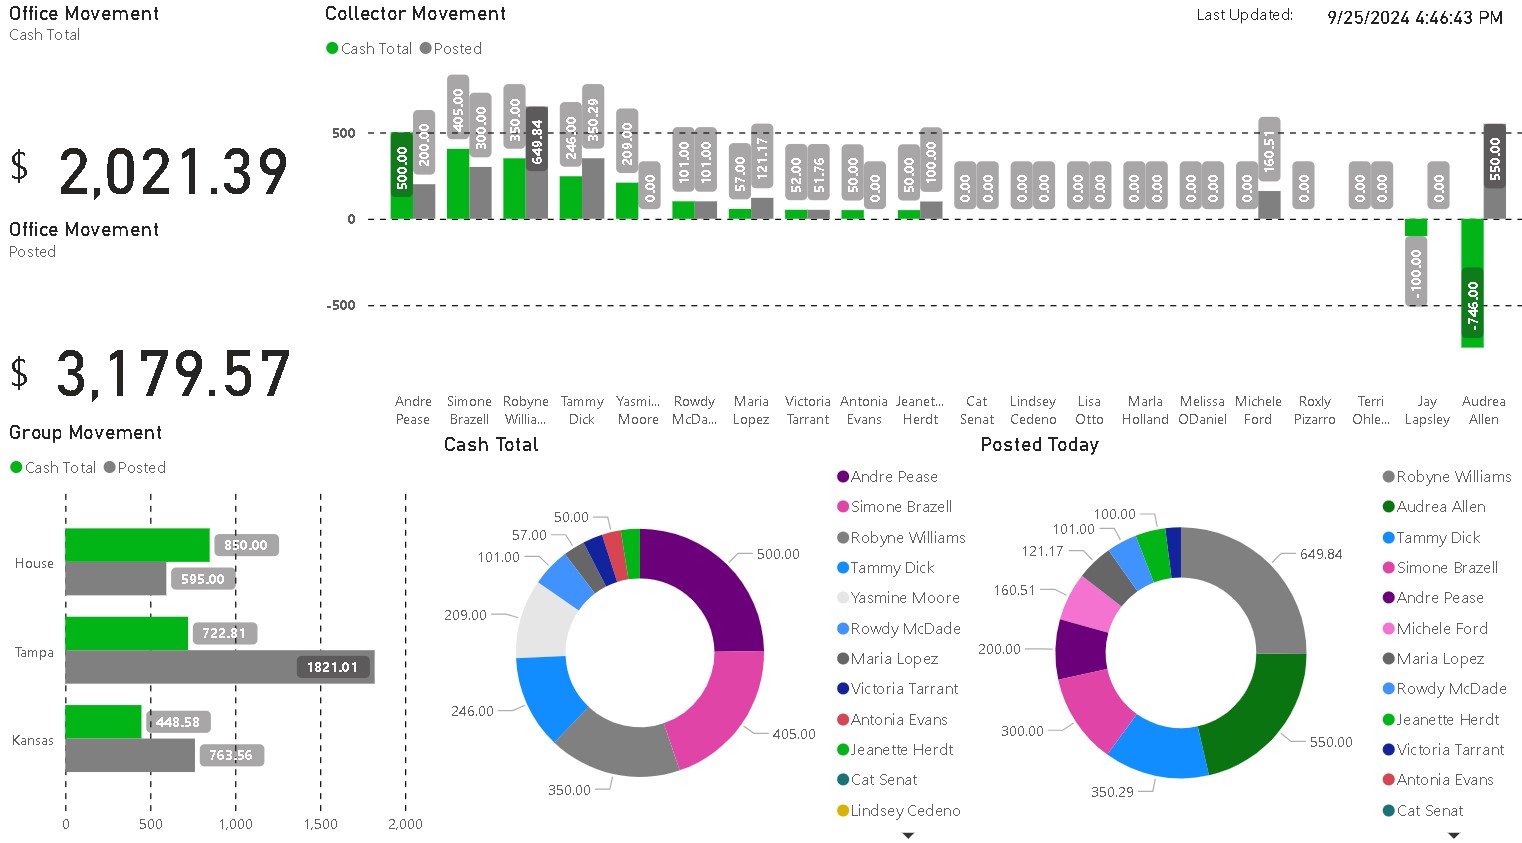 Office Movement
Cash Total
$ 2,021.39
Office Movement
Posted
$ 3,179.57
Collector Movement
Last Updated: 9/25/2024 4:46:43 PM
Cash Total Posted
500
0
-500
500.00 200.00 405.00 300.00 350.00 649.84 246.00 350.29 209.00 0.00 101.00 101.00 57.00 121.17 52.00 51.76 50.00 0.00 50.00 100.00 0.00 0.00 0.00 0.00 0.00 0.00 0.00 0.00 0.00 0.00 0.00 160.51 0.00 0.00 0.00 -100.00 0.00 -746.00 550.00
Andre Pease
Simone Brazell
Robyne Willia...
Tammy Dick
Yasmi... Moore
Rowdy McDa...
Maria Lopez
Victoria Tarrant
Antonia Evans
Jeanet... Herdt
Cat Senat
Lindsey Cedeno
Lisa Otto
Marla Holland
Melissa ODaniel
Michele Ford
Roxly Pizarro
Terri Ohle...
Jay Lapsley
Audrea Allen
Group Movement
Cash Total Posted
House
850.00
595.00
Tampa
722.81
1821.01
Kansas
448.58
763.56
0 500 1,000 1,500 2,000
Cash Total
500.00
405.00
350.00
246.00
209.00
101.00
57.00
50.00
Andre Pease
Simone Brazell
Robyne Williams
Tammy Dick
Yasmine Moore
Rowdy McDade
Maria Lopez
Victoria Tarrant
Antonia Evans
Jeanette Herdt
Cat Senat
Lindsey Cedeno
Posted Today
649.84
550.00
350.29
300.00
200.00
160.51
121.17
101.00
100.00
Robyne Williams
Audrea Allen
Tammy Dick
Simone Brazell
Andre Pease
Michele Ford
Maria Lopez
Rowdy McDade
Jeanette Herdt
Victoria Tarrant
Antonia Evans
Cat Senat